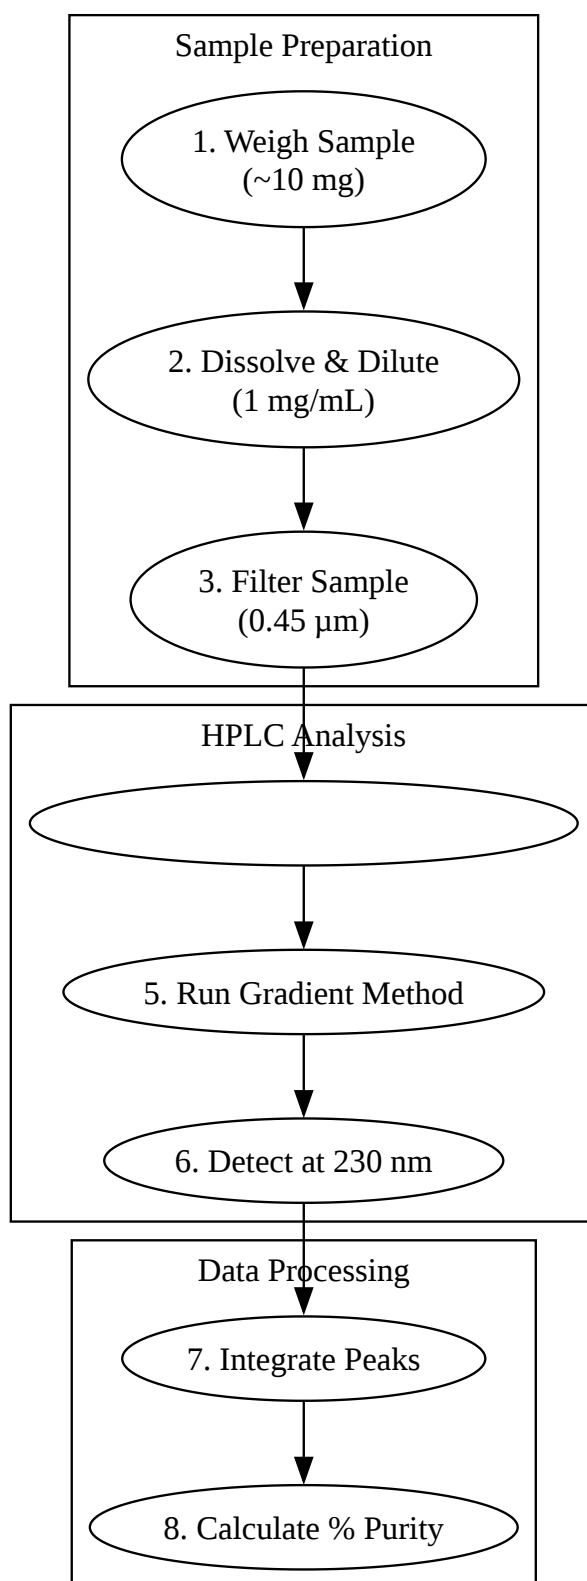 Sample Preparation
1. Weigh Sample
(~10 mg)
2. Dissolve & Dilute
(1 mg/mL)
3. Filter Sample
(0.45 µm)
HPLC Analysis
5. Run Gradient Method
6. Detect at 230 nm
Data Processing
7. Integrate Peaks
8. Calculate % Purity